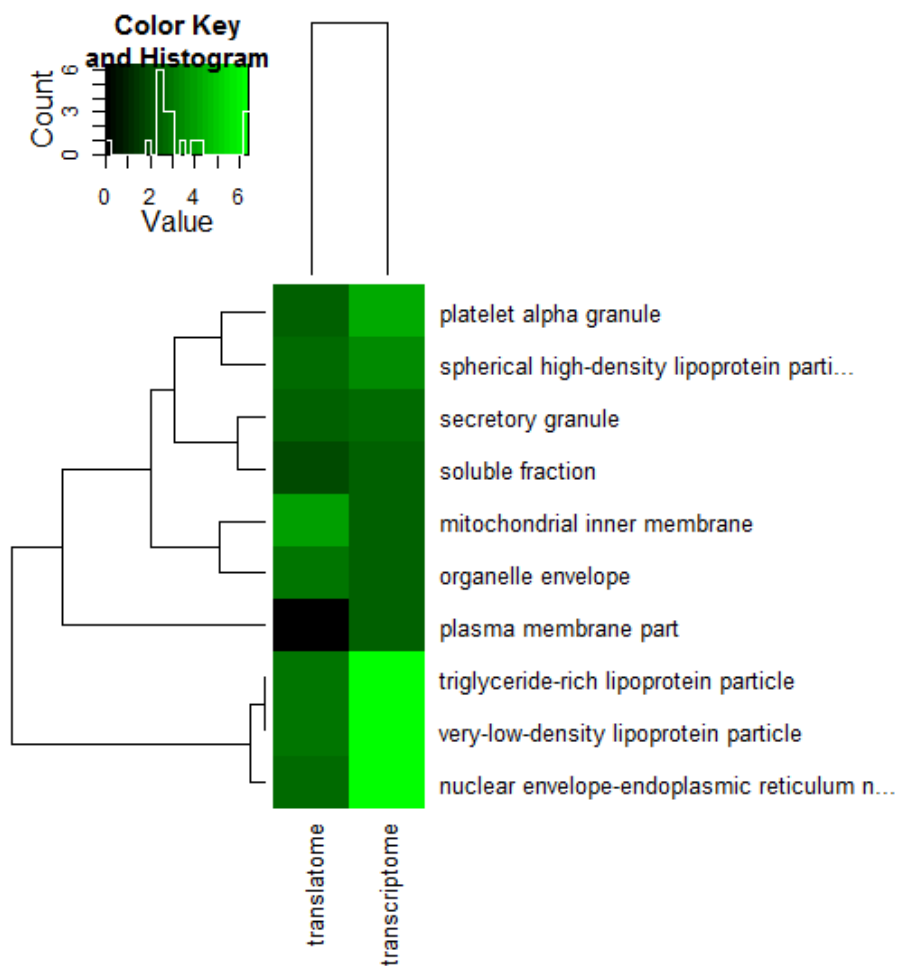 Color Key
and Histogram
Count
0 3 6
0 2 4 6
Value
platelet alpha granule
spherical high-density lipoprotein parti...
secretory granule
soluble fraction
mitochondrial inner membrane
organelle envelope
plasma membrane part
triglyceride-rich lipoprotein particle
very-low-density lipoprotein particle
nuclear envelope-endoplasmic reticulum n...
translatome
transcriptome